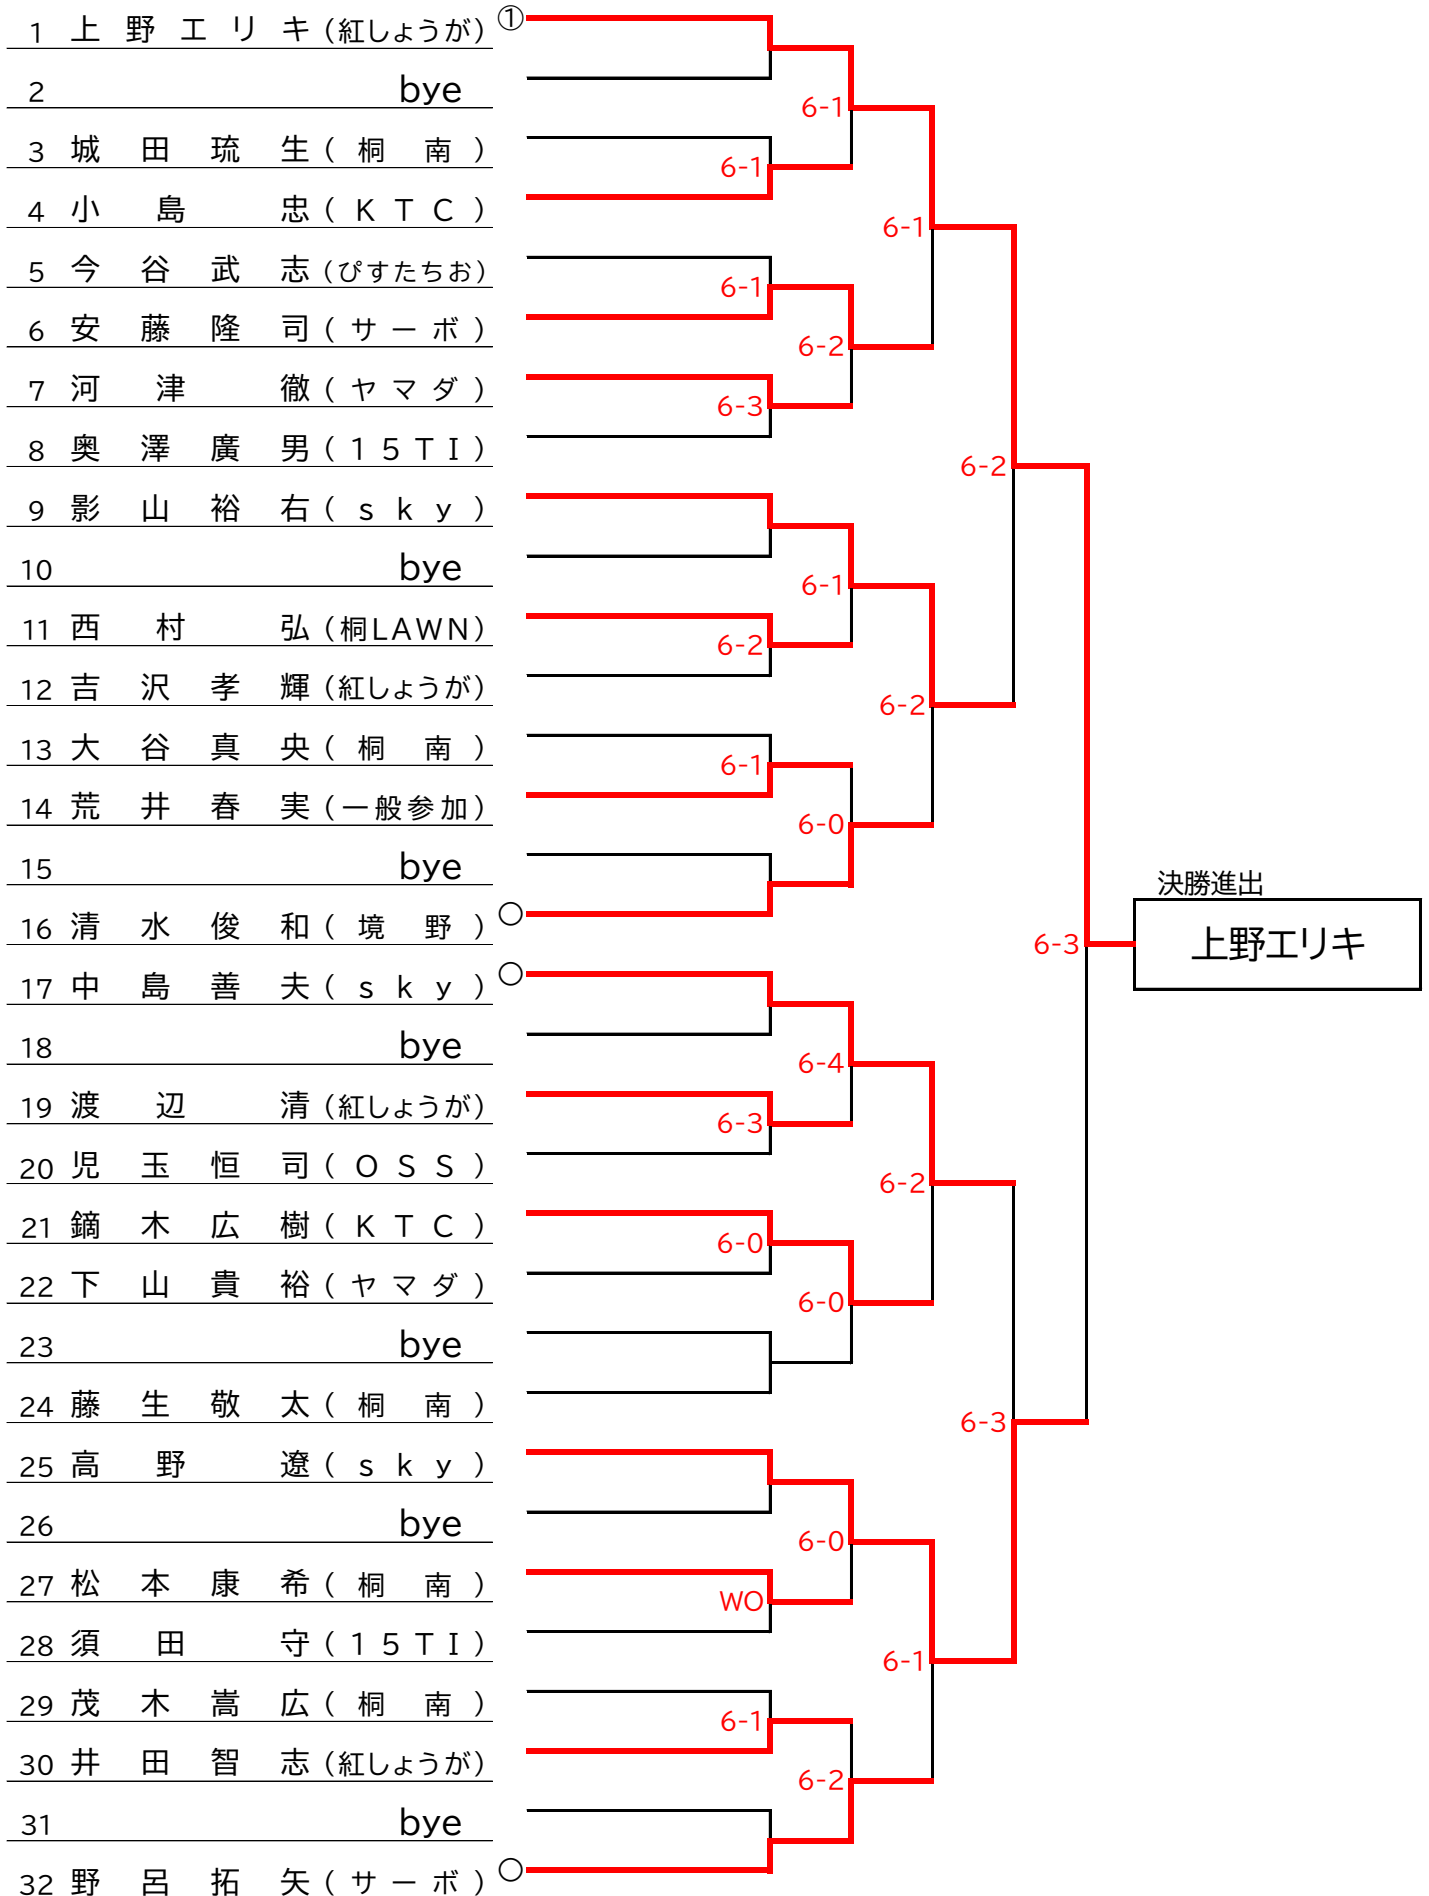 1 上野エリキ（紅しょうが） ①
2 bye
6-1
3 城田琉生（桐南）
6-1
4 小島忠（KTC）
6-1
5 今谷武志（ぴすたちお）
6-1
6 安藤隆司（サーボ）
6-2
7 河津徹（ヤマダ）
6-3
8 奥澤廣男（15TI）
6-2
9 影山裕右（sky）
10 bye
6-1
11 西村弘（桐LAWN）
6-2
12 吉沢孝輝（紅しょうが）
6-2
13 大谷真央（桐南）
6-1
14 荒井春実（一般参加）
6-0
15 bye
決勝進出
16 清水俊和（境野） ○
6-3 上野エリキ
17 中島善夫（sky） ○
18 bye
6-4
19 渡辺清（紅しょうが）
6-3
20 児玉恒司（OSS）
6-2
21 鏑木広樹（KTC）
6-0
22 下山貴裕（ヤマダ）
6-0
23 bye
24 藤生敬太（桐南）
6-3
25 高野遼（sky）
26 bye
6-0
27 松本康希（桐南）
WO
28 須田守（15TI）
6-1
29 茂木嵩広（桐南）
6-1
30 井田智志（紅しょうが）
6-2
31 bye
32 野呂拓矢（サーボ） ○